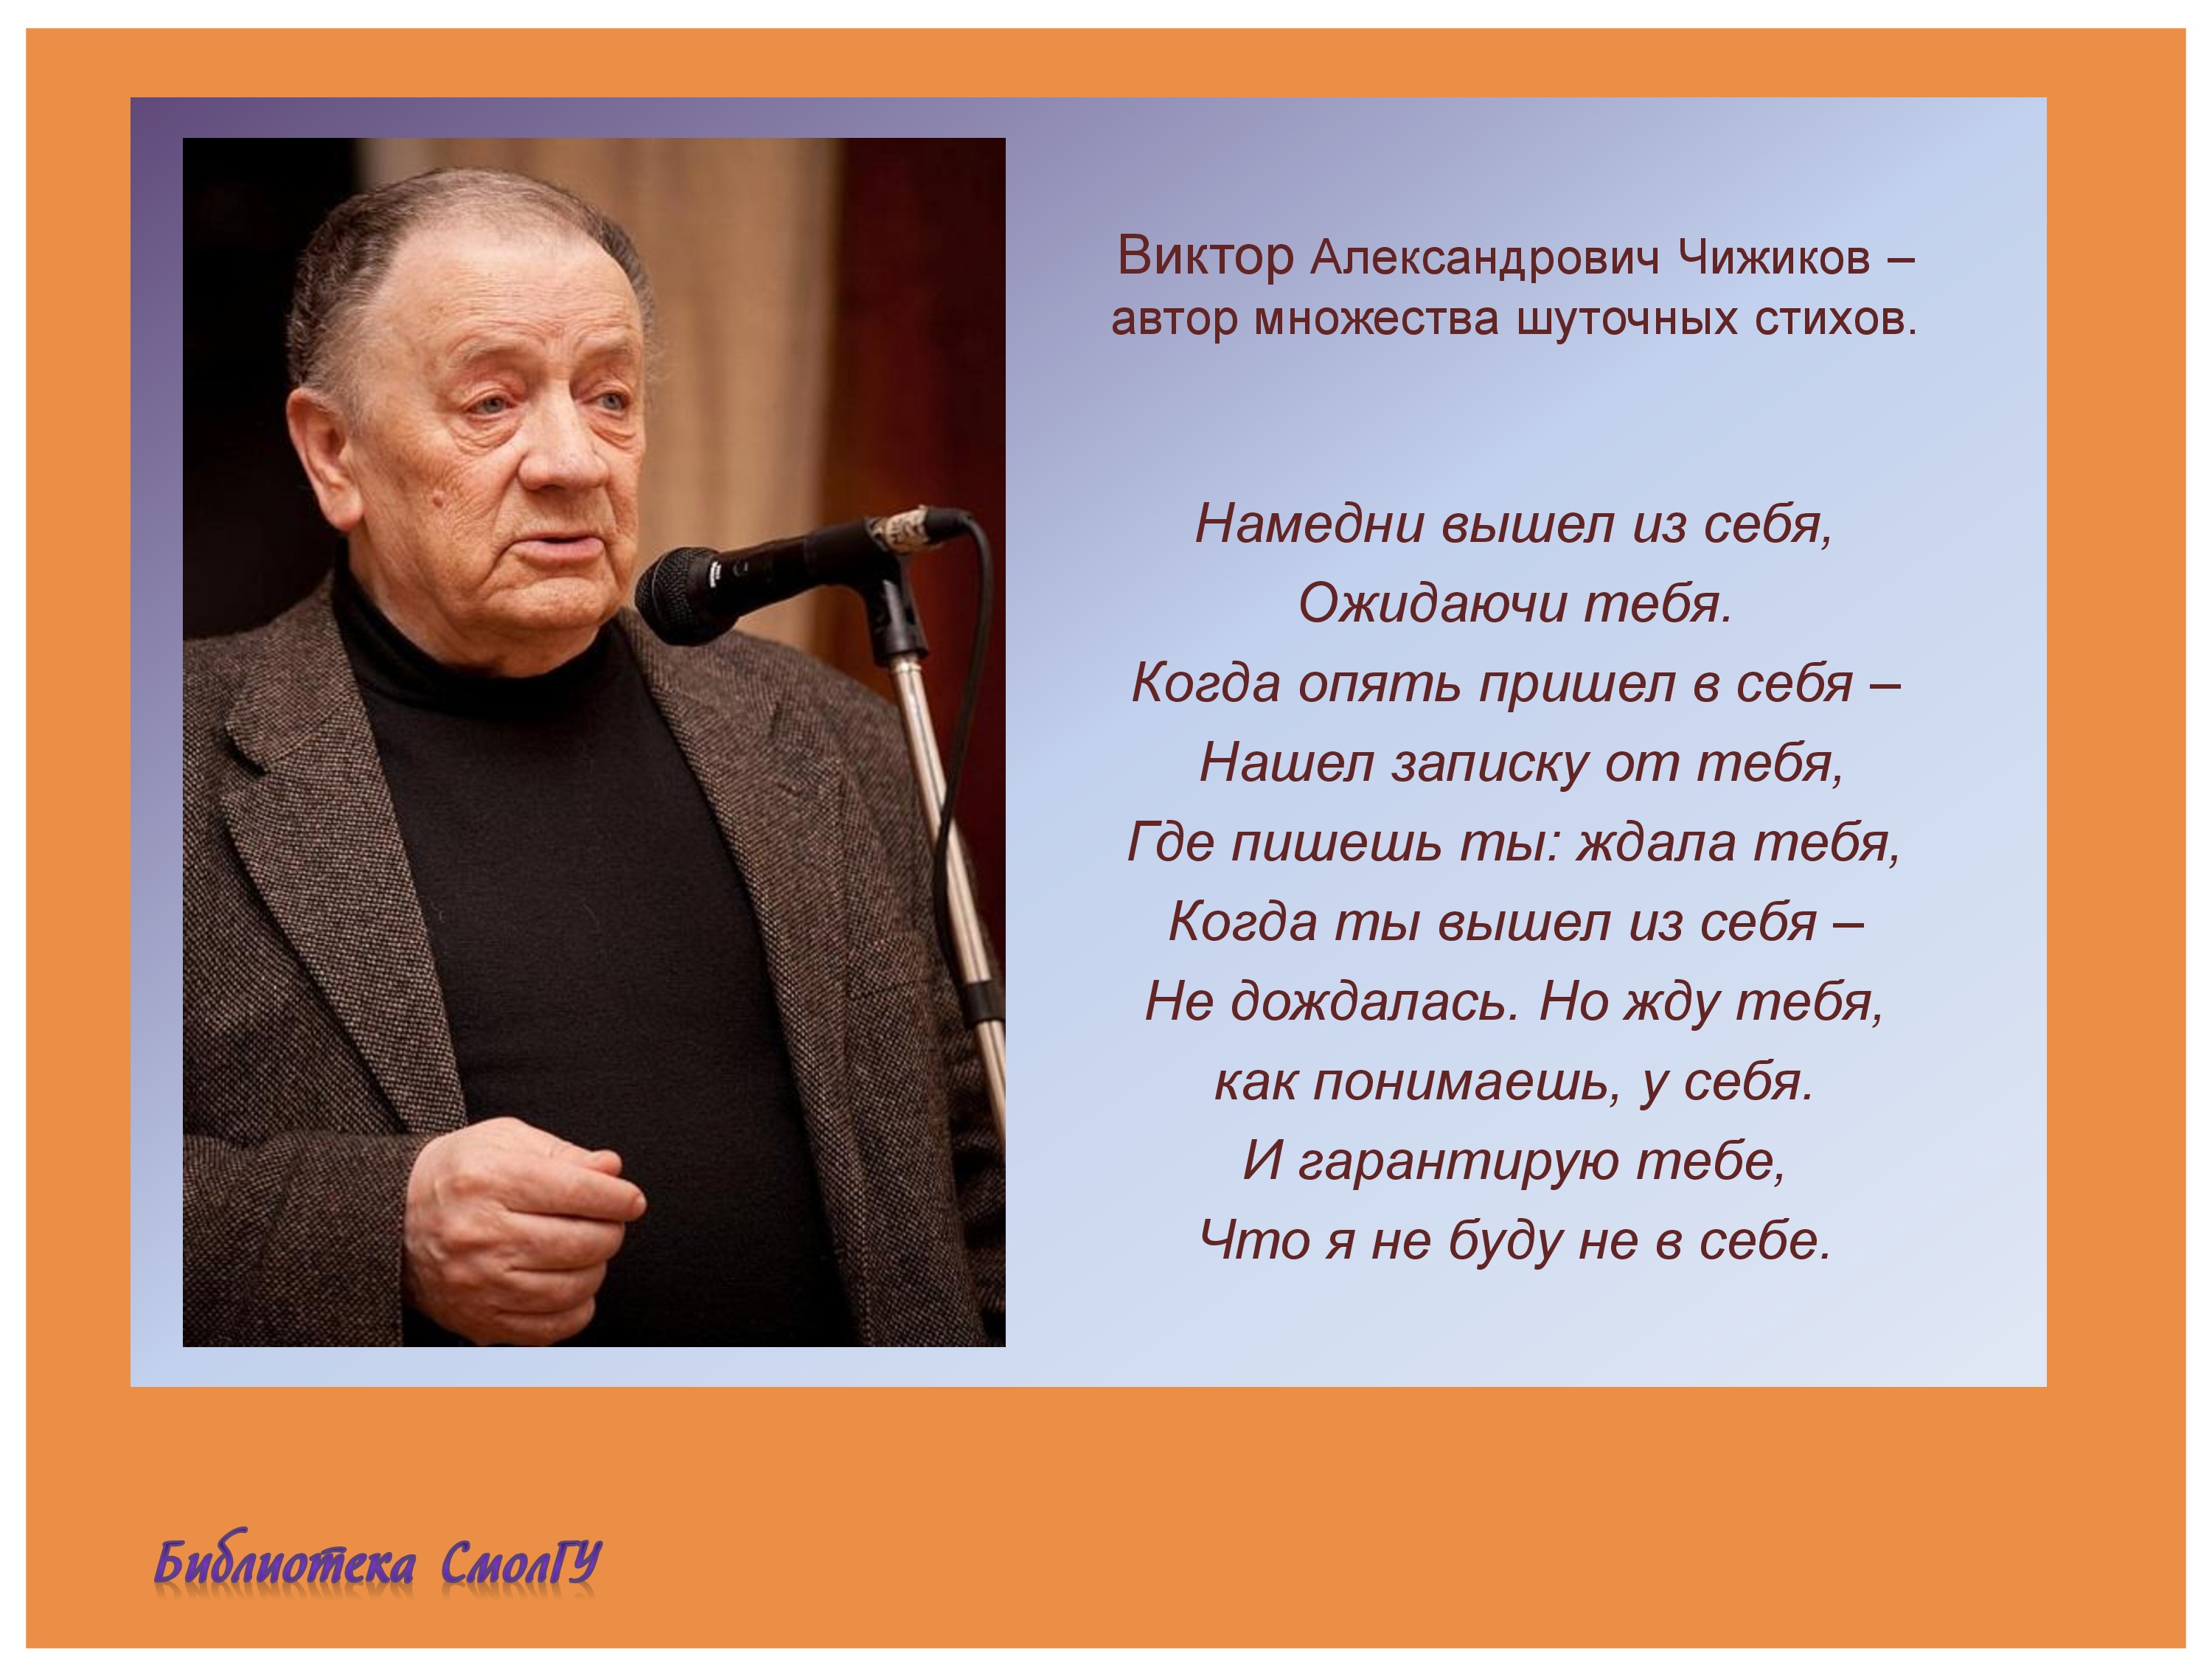 Виктор Александрович Чижиков –
автор множества шуточных стихов.
Намедни вышел из себя,
Ожидаючи тебя.
Когда опять пришел в себя –
Нашел записку от тебя,
Где пишешь ты: ждала тебя,
Когда ты вышел из себя –
Не дождалась. Но жду тебя,
как понимаешь, у себя.
И гарантирую тебе,
Что я не буду не в себе.
Библиотека СмолГУ